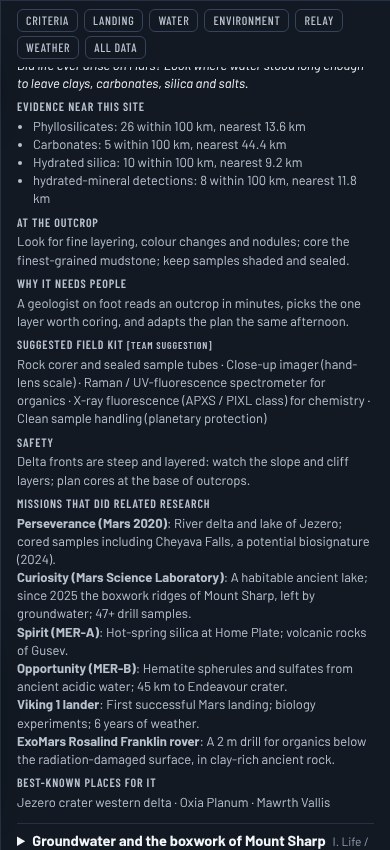 CRITERIA
LANDING
WATER
ENVIRONMENT
RELAY
WEATHER
ALL DATA
Did life ever arise on Mars? Look where water stood long enough
to leave clays, carbonates, silica and salts.
EVIDENCE NEAR THIS SITE
• Phyllosilicates: 26 within 100 km, nearest 13.6 km
• Carbonates: 5 within 100 km, nearest 44.4 km
• Hydrated silica: 10 within 100 km, nearest 9.2 km
• hydrated-mineral detections: 8 within 100 km, nearest 11.8
km
AT THE OUTCROP
Look for fine layering, colour changes and nodules; core the
finest-grained mudstone; keep samples shaded and sealed.
WHY IT NEEDS PEOPLE
A geologist on foot reads an outcrop in minutes, picks the one
layer worth coring, and adapts the plan the same afternoon.
SUGGESTED FIELD KIT [TEAM SUGGESTION]
Rock corer and sealed sample tubes · Close-up imager (hand-
lens scale) · Raman / UV-fluorescence spectrometer for
organics · X-ray fluorescence (APXS / PIXL class) for chemistry ·
Clean sample handling (planetary protection)
SAFETY
Delta fronts are steep and layered: watch the slope and cliff
layers; plan cores at the base of outcrops.
MISSIONS THAT DID RELATED RESEARCH
Perseverance (Mars 2020): River delta and lake of Jezero;
cored samples including Cheyava Falls, a potential biosignature
(2024).
Curiosity (Mars Science Laboratory): A habitable ancient lake;
since 2025 the boxwork ridges of Mount Sharp, left by
groundwater; 47+ drill samples.
Spirit (MER-A): Hot-spring silica at Home Plate; volcanic rocks
of Gusev.
Opportunity (MER-B): Hematite spherules and sulfates from
ancient acidic water; 45 km to Endeavour crater.
Viking 1 lander: First successful Mars landing; biology
experiments; 6 years of weather.
ExoMars Rosalind Franklin rover: A 2 m drill for organics below
the radiation-damaged surface, in clay-rich ancient rock.
BEST-KNOWN PLACES FOR IT
Jezero crater western delta · Oxia Planum · Mawrth Vallis
▶ Groundwater and the boxwork of Mount Sharp I. Life /